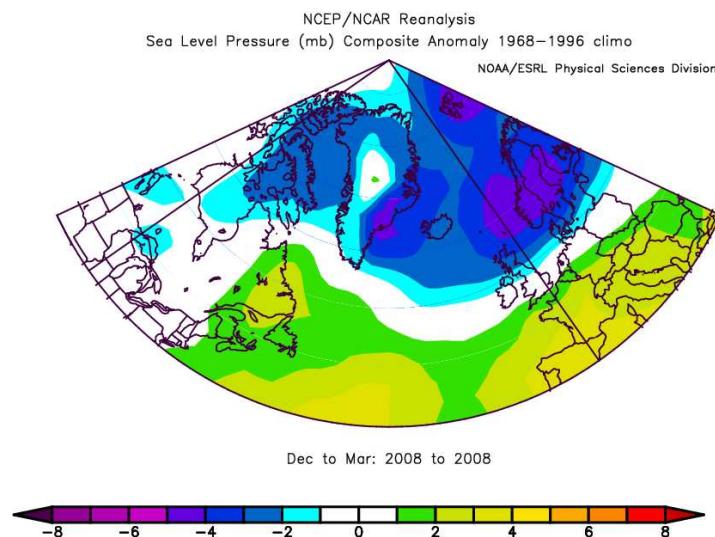 NCEP/NCAR Reanalysis
Sea Level Pressure (mb) Composite Anomaly 1968−1996 climo
NOAA/ESRL Physical Sciences Division
Dec to Mar: 2008 to 2008
−8 −6 −4 −2 0 2 4 6 8